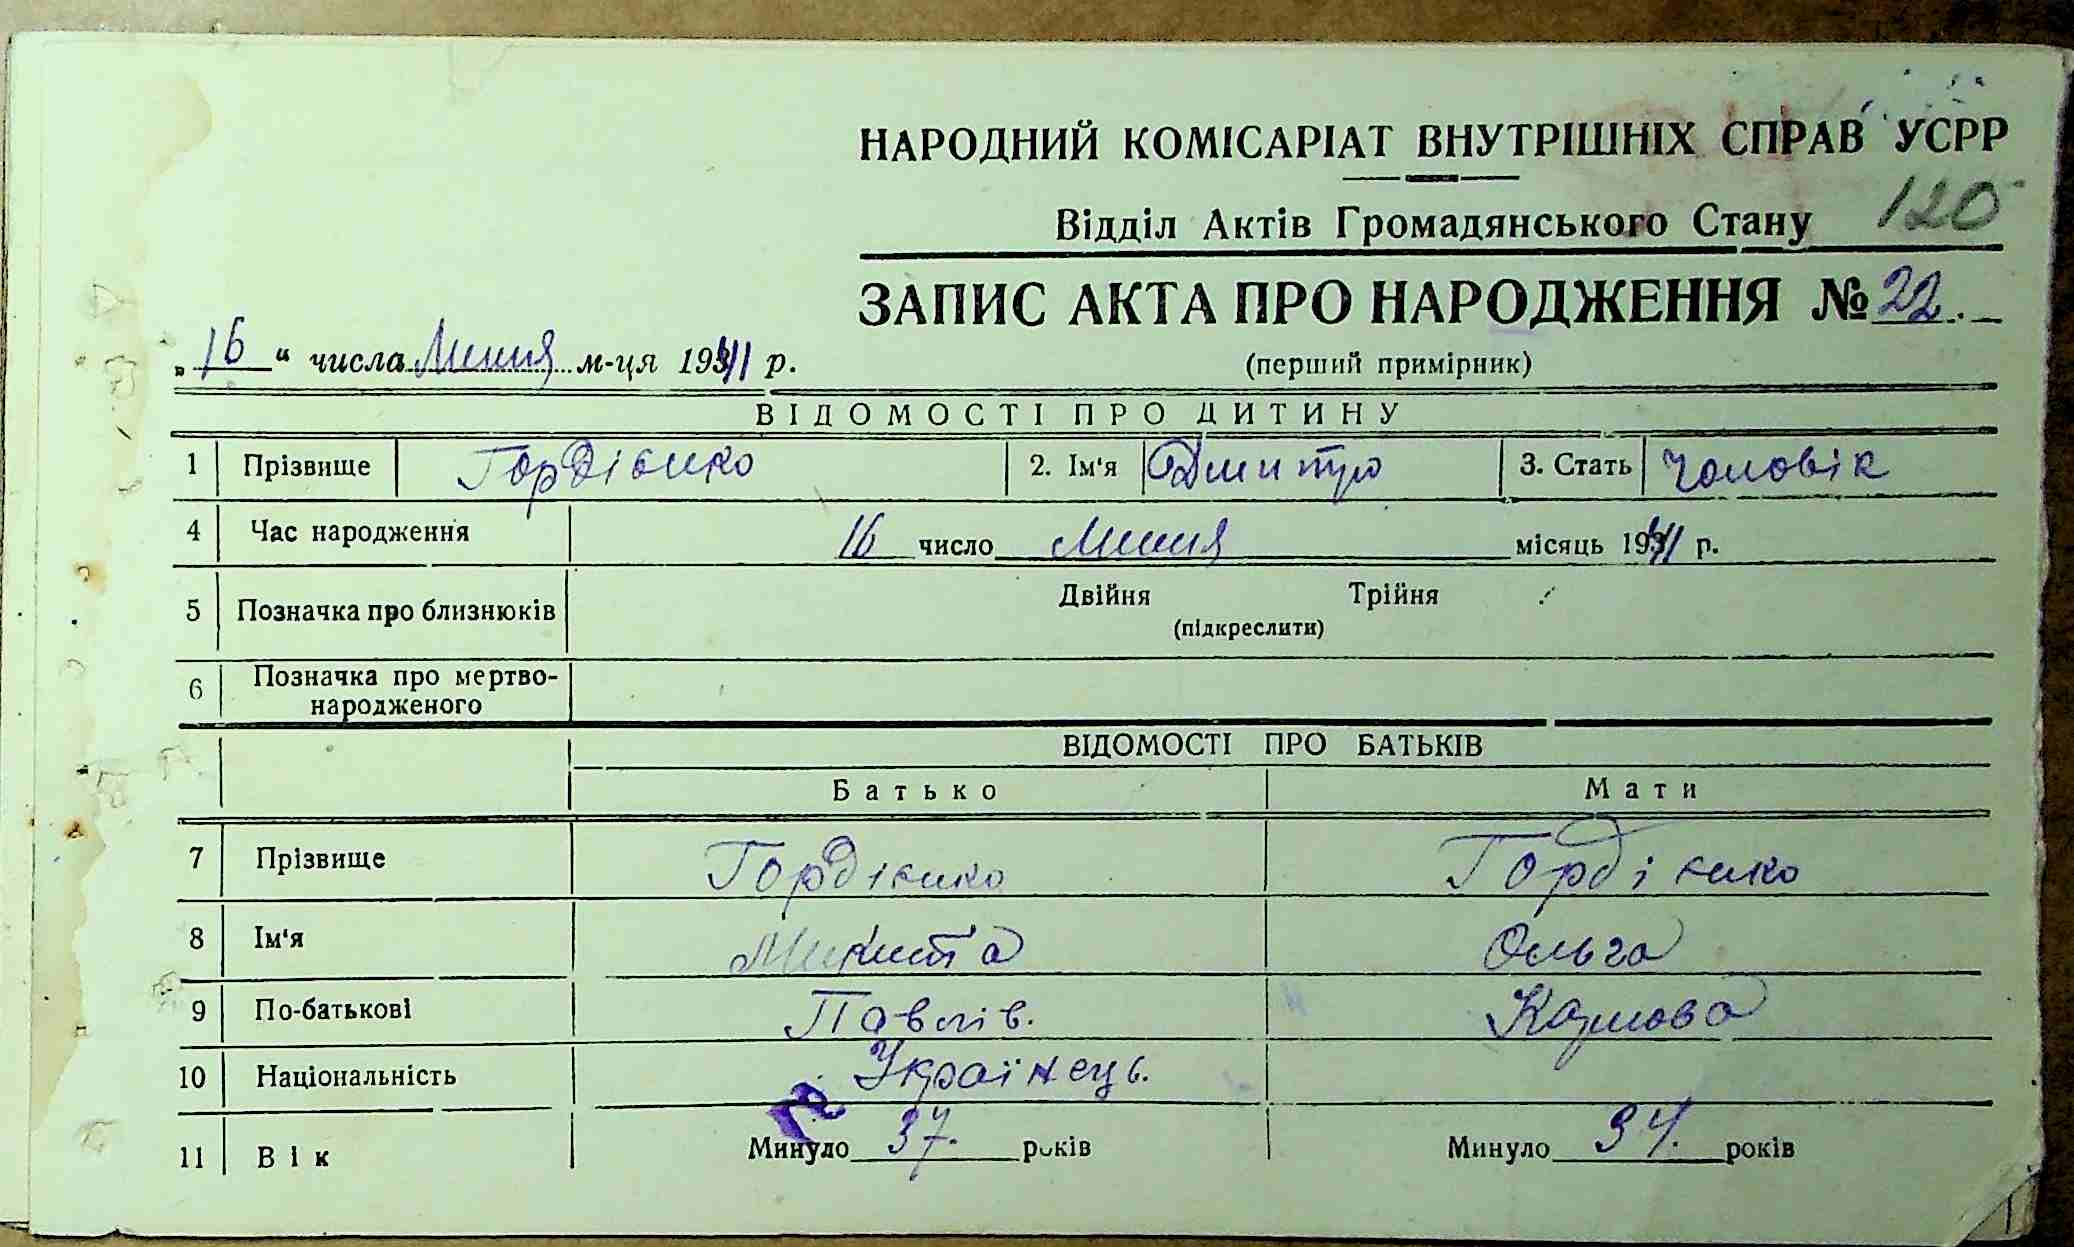 НАРОДНИЙ КОМІСАРІАТ ВНУТРІШНІХ СПРАВ УСРР
Відділ Актів Громадянського Стану 120
ЗАПИС АКТА ПРО НАРОДЖЕННЯ № 22
„16“ числа Липня м-ця 1941 р. (перший примірник)
ВІДОМОСТІ ПРО ДИТИНУ
1 Прізвище Гордієнко 2. Ім'я Дмитро 3. Стать Чоловік
4 Час народження 16 число Липня місяць 1941 р.
5 Позначка про близнюків Двійня Трійня
(підкреслити)
6 Позначка про мертво-
народженого
ВІДОМОСТІ ПРО БАТЬКІВ
Батько Мати
7 Прізвище Гордієнко Гордієнко
8 Ім'я Микита Ольга
9 По-батькові Павлів.
10 Національність Українець.
11 Вік Минуло 37. років Минуло 34. років